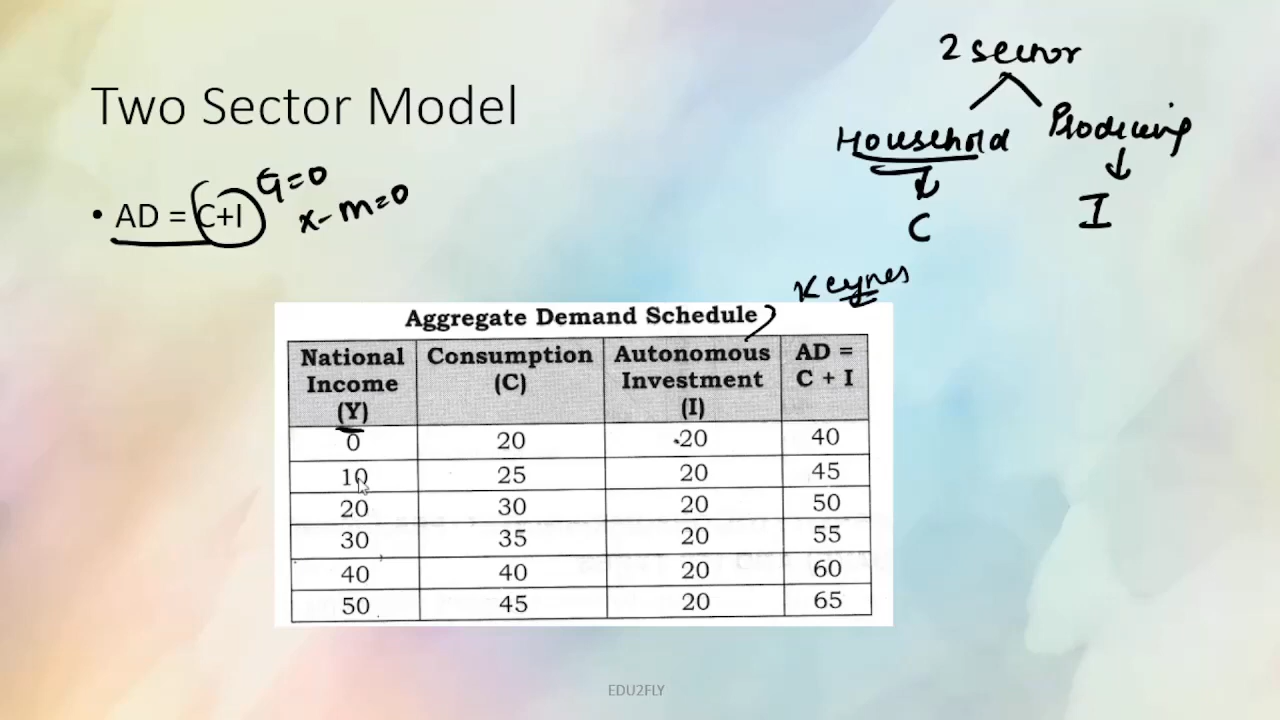 Two Sector Model
2 sector
Household Producing
C I
• AD = C+I
G=0
x-m=0
Keynes
Aggregate Demand Schedule
National Income (Y) Consumption (C) Autonomous Investment (I) AD = C + I
0 20 20 40
10 25 20 45
20 30 20 50
30 35 20 55
40 40 20 60
50 45 20 65
EDU2FLY